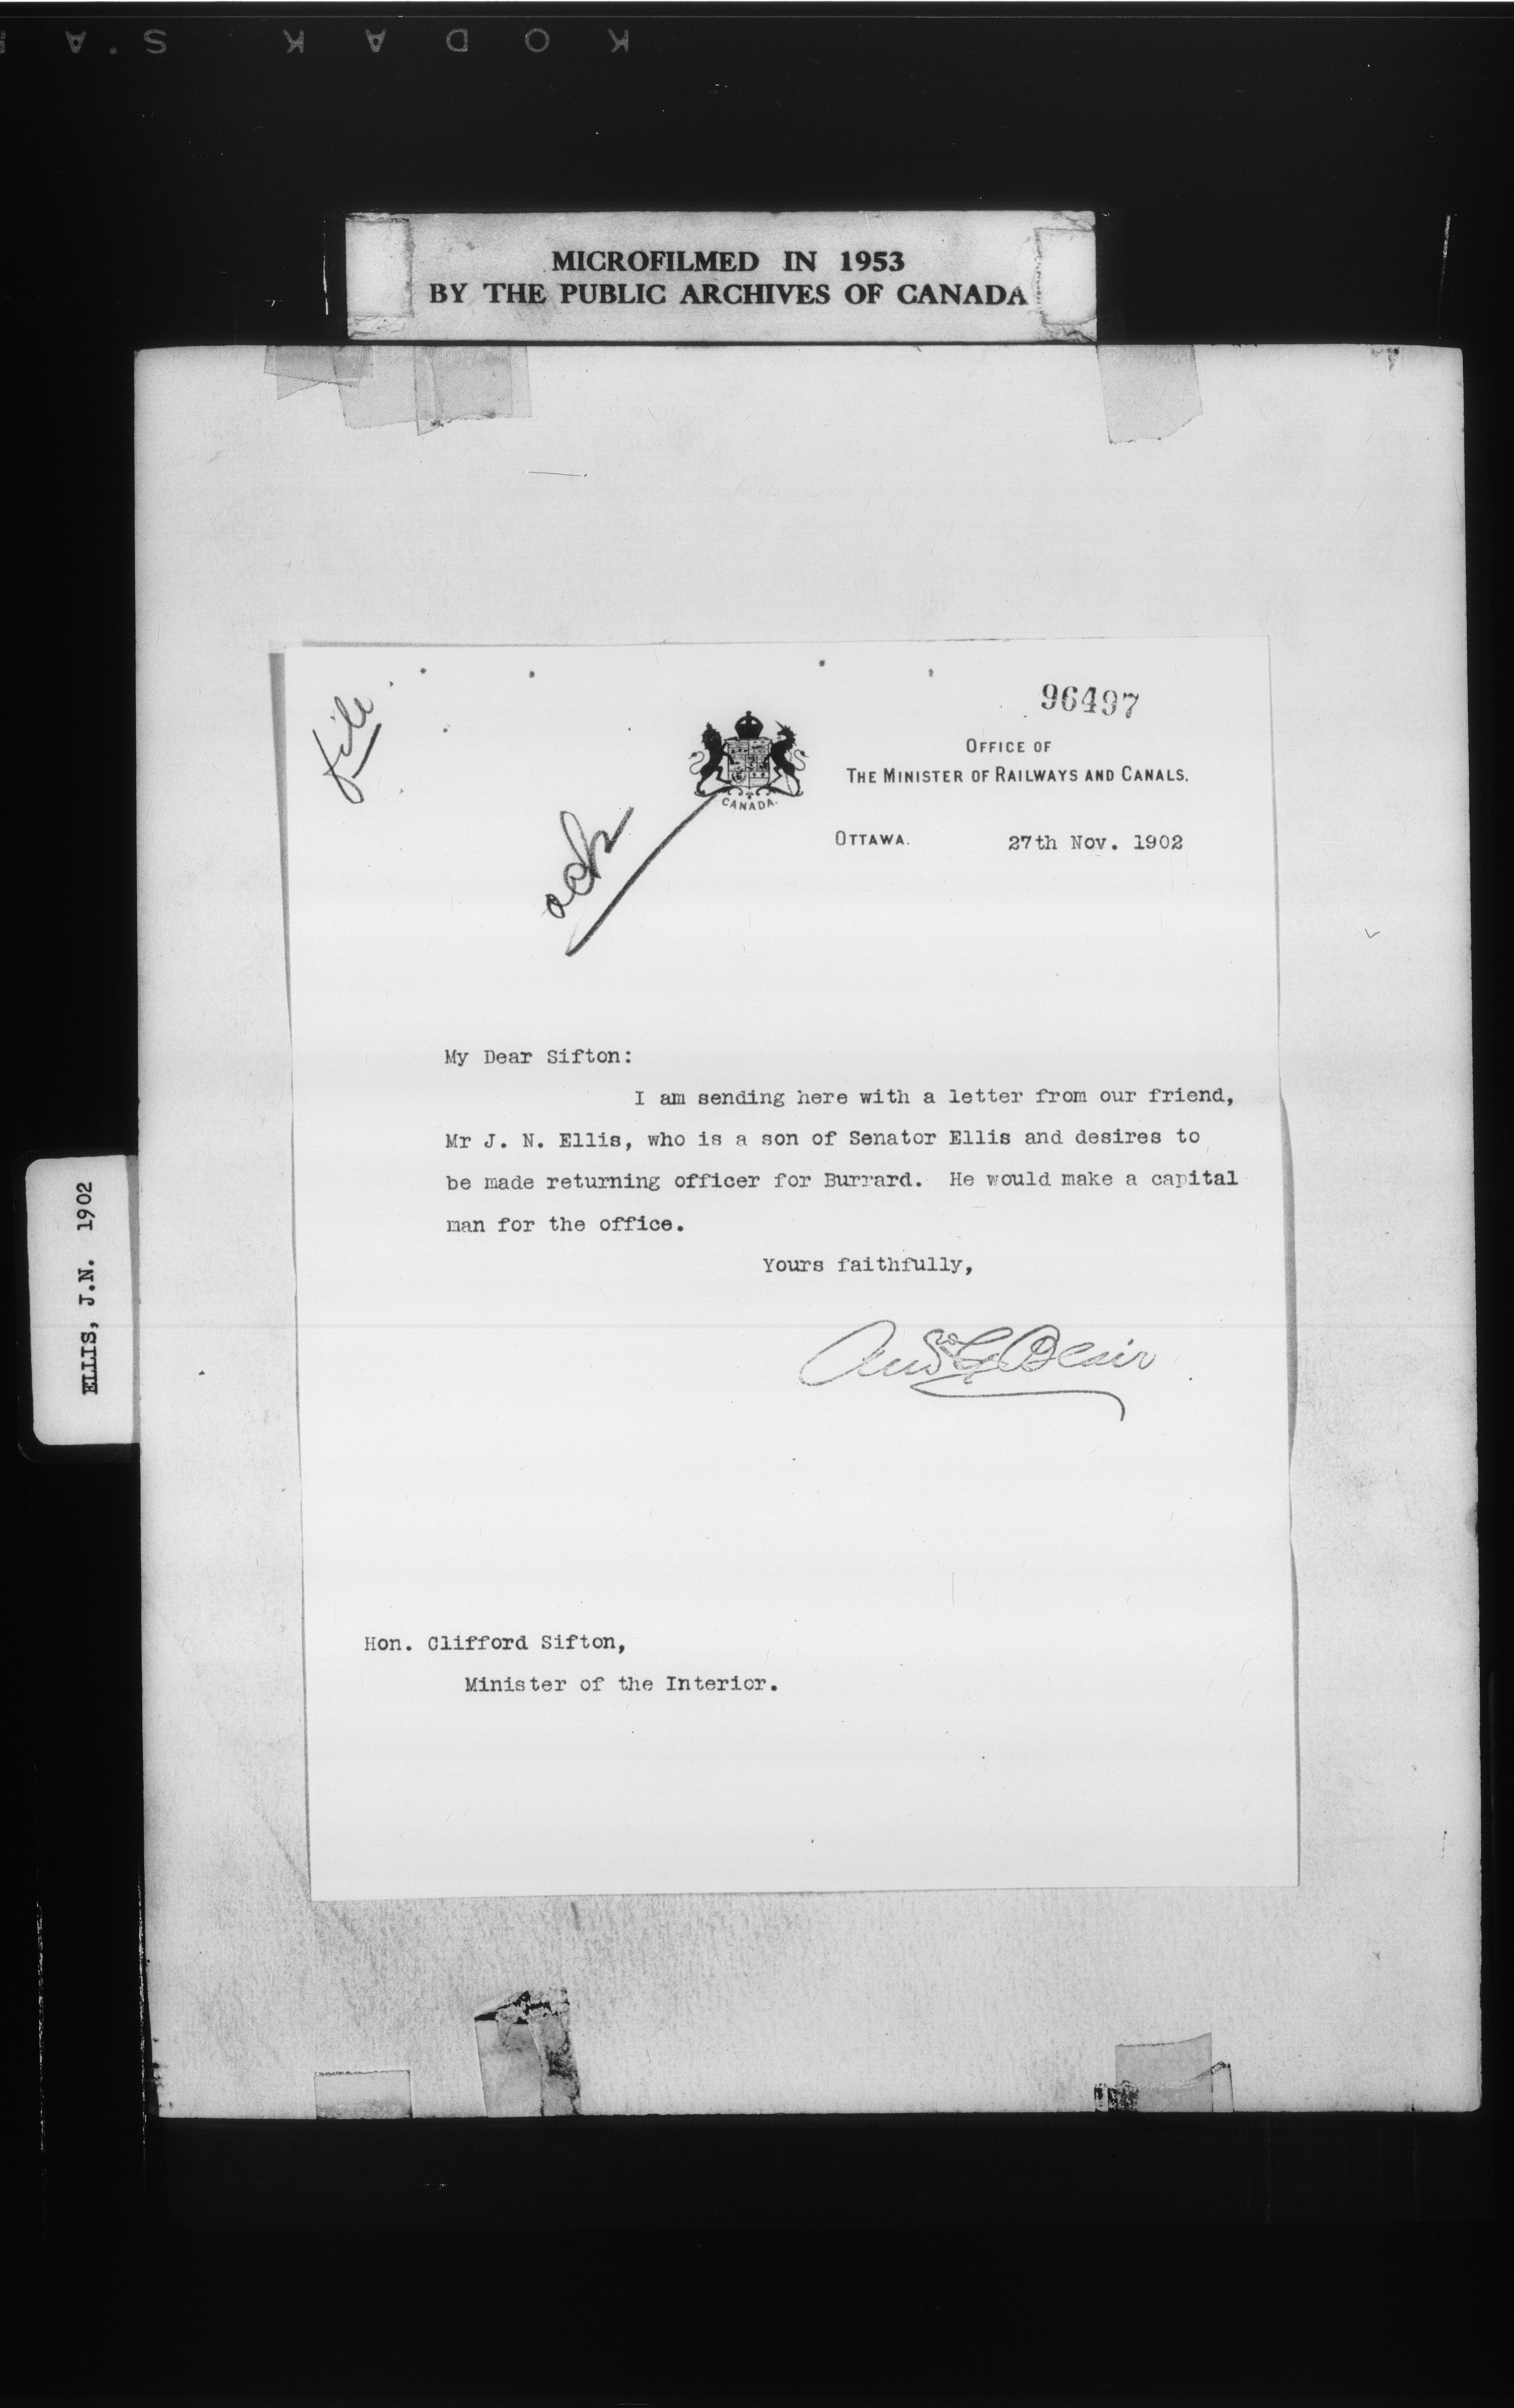 KODAK S.A
MICROFILMED IN 1953
BY THE PUBLIC ARCHIVES OF CANADA
file
96497
OFFICE OF
THE MINISTER OF RAILWAYS AND CANALS.
CANADA.
ack
OTTAWA. 27th Nov. 1902
My Dear Sifton:
I am sending here with a letter from our friend,
Mr J. N. Ellis, who is a son of Senator Ellis and desires to
be made returning officer for Burrard. He would make a capital
man for the office.
Yours faithfully,
Andw G Blair
ELLIS, J.N. 1902
Hon. Clifford Sifton,
Minister of the Interior.